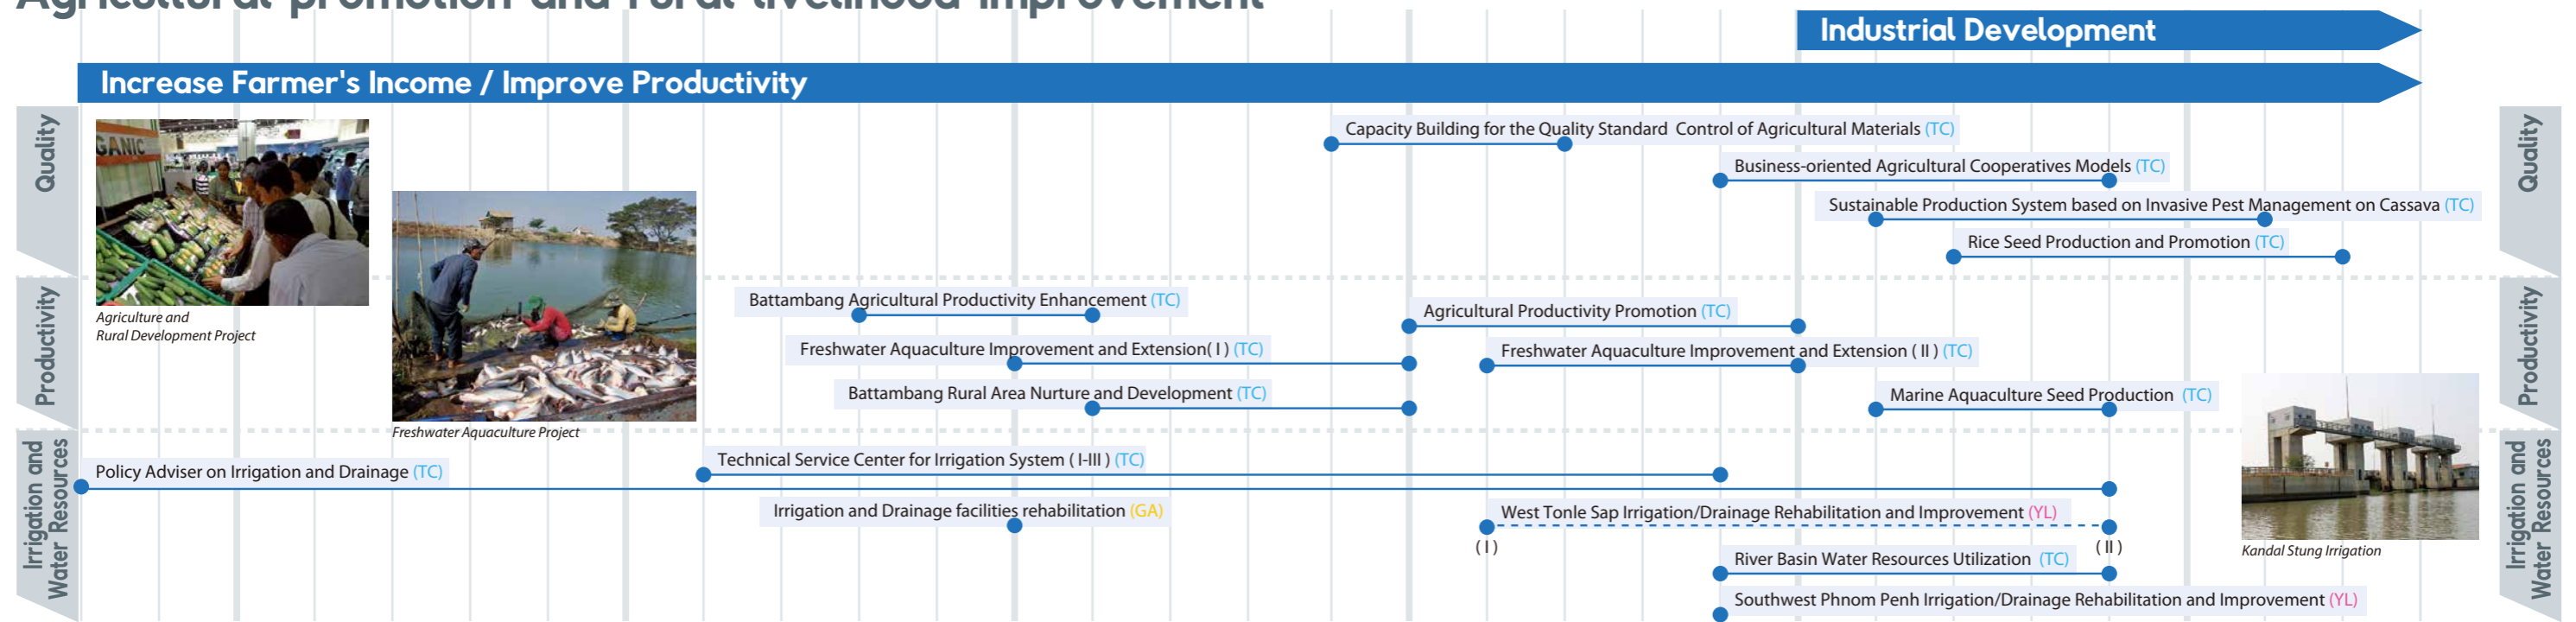 Agricultural promotion and rural livelihood improvement
Industrial Development
Increase Farmer's Income / Improve Productivity
Quality
Quality
GANIC
Capacity Building for the Quality Standard Control of Agricultural Materials (TC)
Business-oriented Agricultural Cooperatives Models (TC)
Sustainable Production System based on Invasive Pest Management on Cassava (TC)
Rice Seed Production and Promotion (TC)
Agriculture and
Rural Development Project
Productivity
Productivity
Battambang Agricultural Productivity Enhancement (TC)
Agricultural Productivity Promotion (TC)
Freshwater Aquaculture Improvement and Extension( I ) (TC)
Freshwater Aquaculture Improvement and Extension ( II ) (TC)
Battambang Rural Area Nurture and Development (TC)
Marine Aquaculture Seed Production (TC)
Freshwater Aquaculture Project
Irrigation and
Water Resources
Irrigation and
Water Resources
Policy Adviser on Irrigation and Drainage (TC)
Technical Service Center for Irrigation System ( I-III ) (TC)
Irrigation and Drainage facilities rehabilitation (GA)
West Tonle Sap Irrigation/Drainage Rehabilitation and Improvement (YL)
( I )
( II )
Kandal Stung Irrigation
River Basin Water Resources Utilization (TC)
Southwest Phnom Penh Irrigation/Drainage Rehabilitation and Improvement (YL)